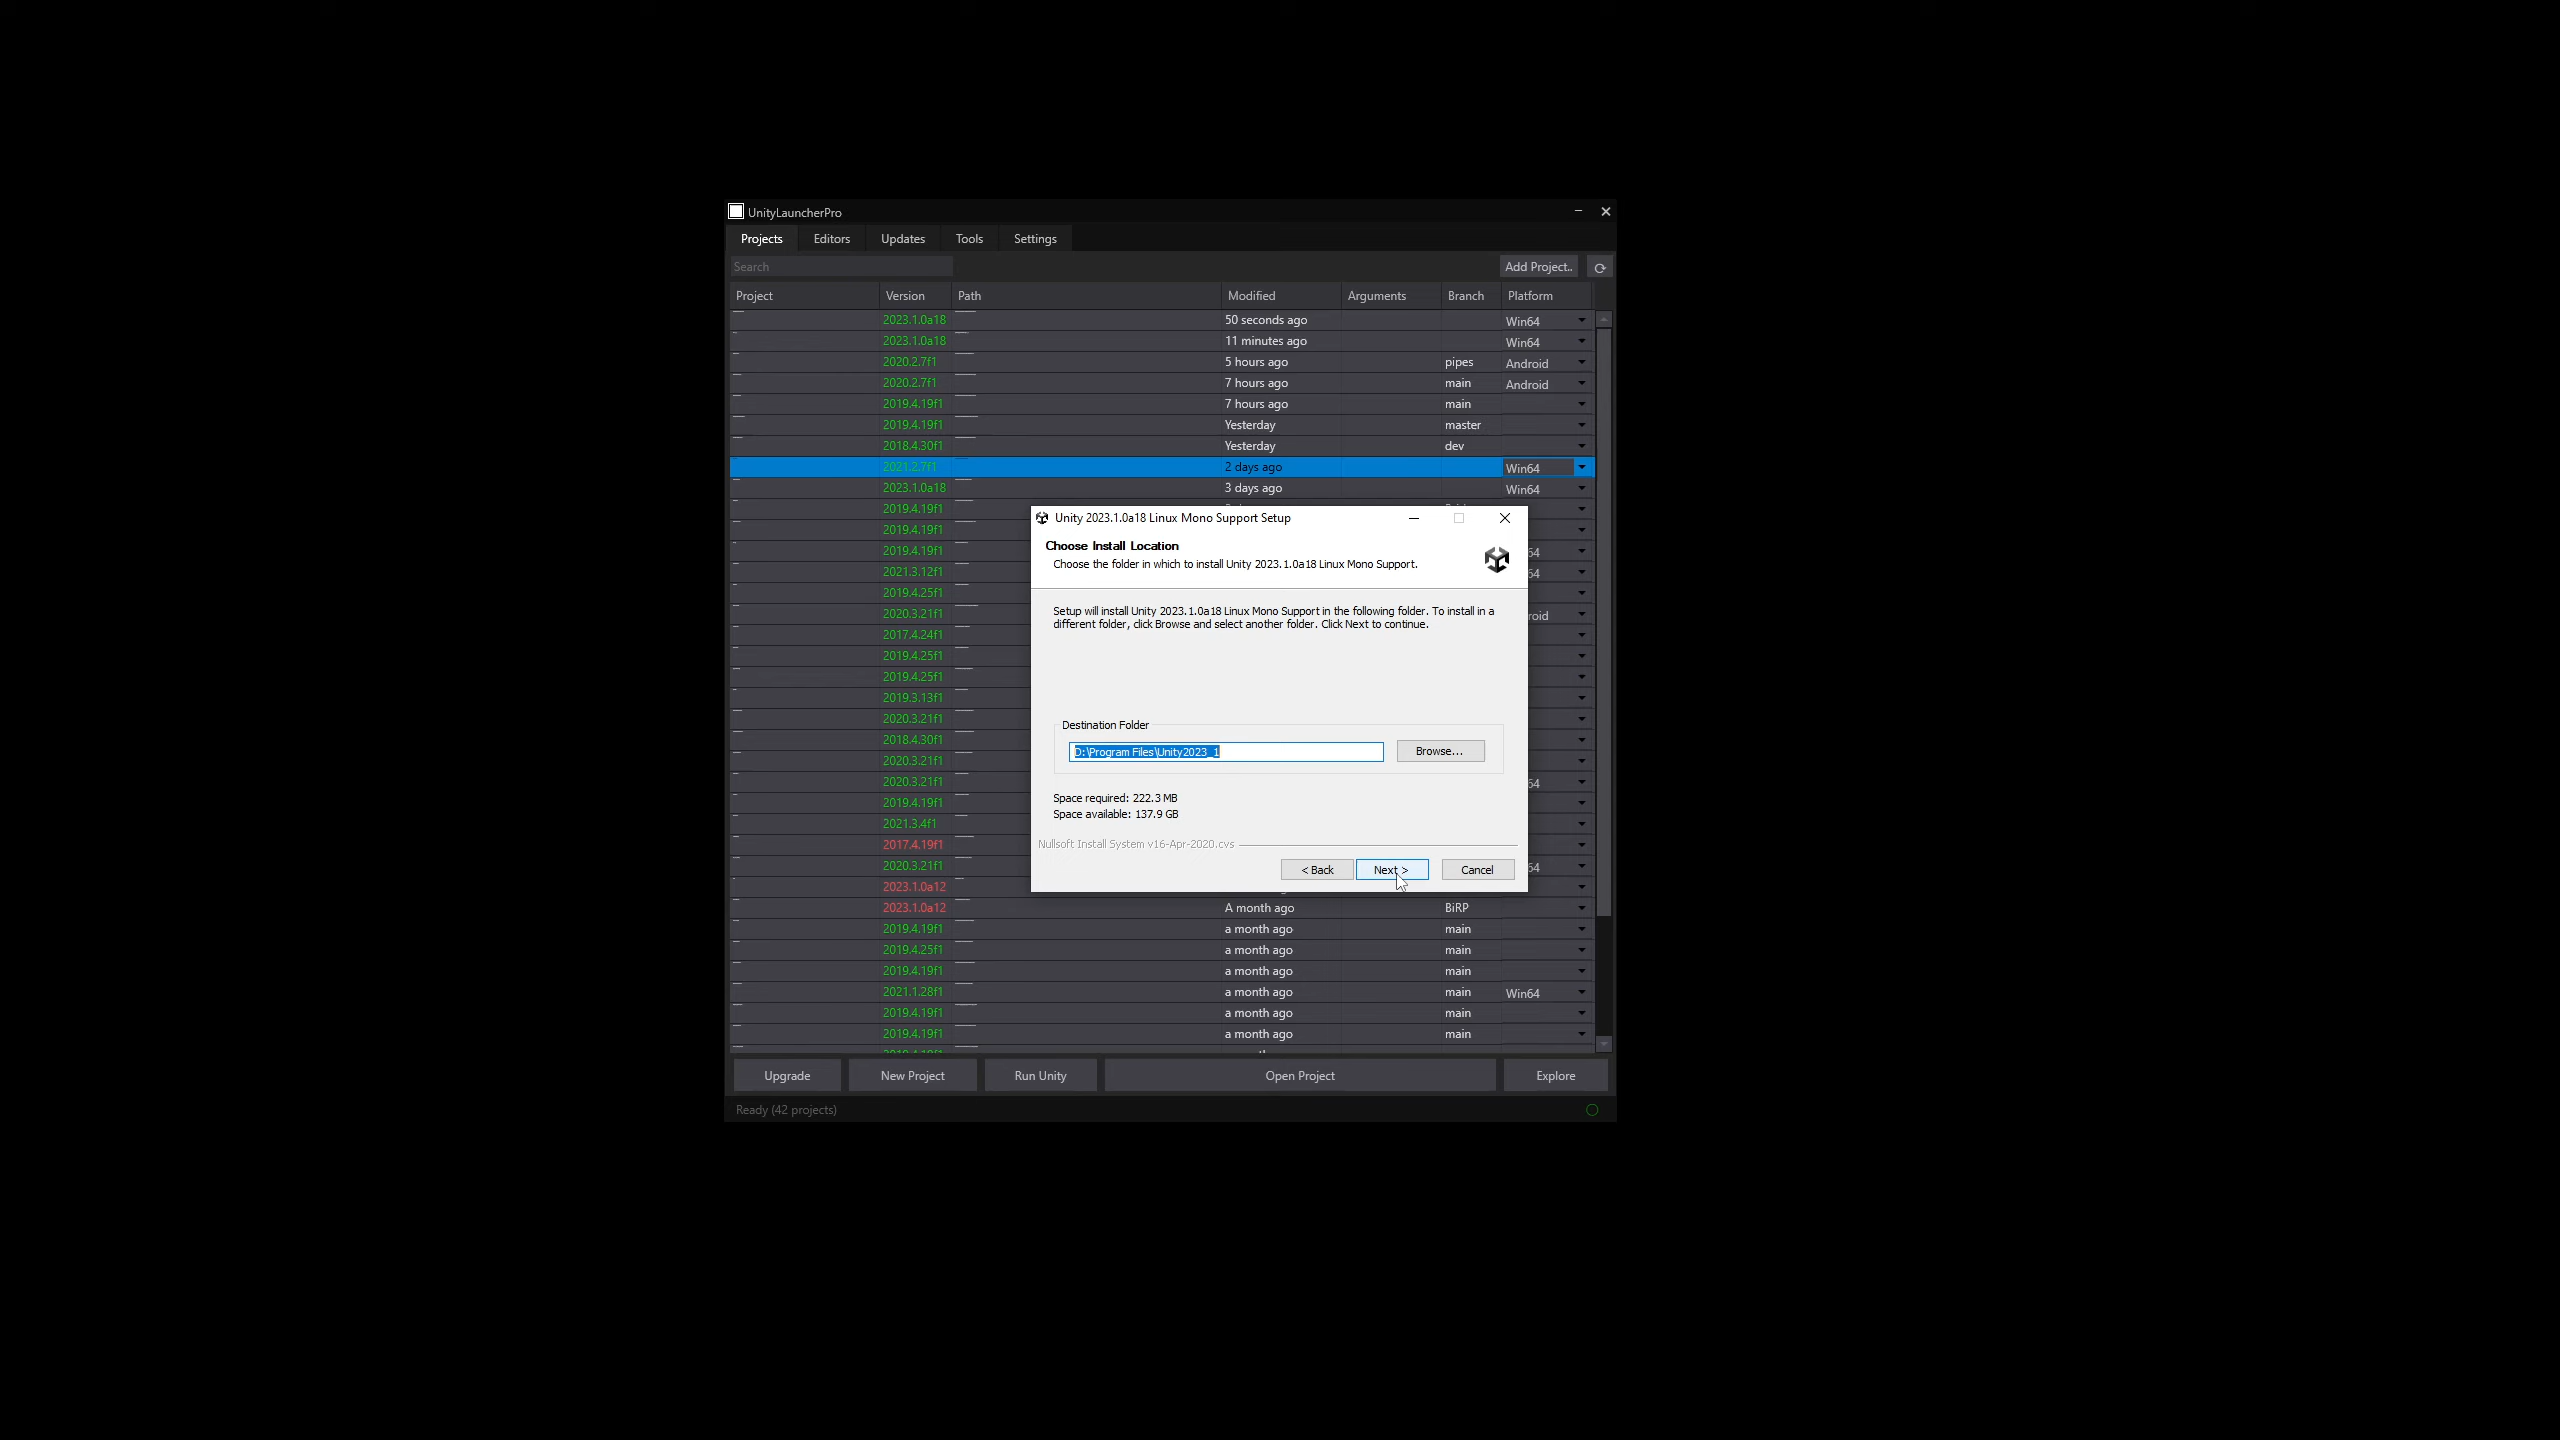 UnityLauncherPro
Projects Editors Updates Tools Settings
Search Add Project..
Project Version Path Modified Arguments Branch Platform
2023.1.0a18 50 seconds ago Win64
2023.1.0a18 11 minutes ago Win64
2020.2.7f1 5 hours ago pipes Android
2020.2.7f1 7 hours ago main Android
2019.4.19f1 7 hours ago main
2019.4.19f1 Yesterday master
2018.4.30f1 Yesterday dev
2021.2.7f1 2 days ago Win64
2023.1.0a18 3 days ago Win64
2019.4.19f1
2019.4.19f1
2019.4.19f1 64
2021.3.12f1 64
2019.4.25f1
2020.3.21f1 roid
2017.4.24f1
2019.4.25f1
2019.4.25f1
2019.3.13f1
2020.3.21f1
2018.4.30f1
2020.3.21f1
2020.3.21f1 64
2019.4.19f1
2021.3.4f1
2017.4.19f1
2020.3.21f1 64
2023.1.0a12
2023.1.0a12 A month ago BiRP
2019.4.19f1 a month ago main
2019.4.25f1 a month ago main
2019.4.19f1 a month ago main
2021.1.28f1 a month ago main Win64
2019.4.19f1 a month ago main
2019.4.19f1 a month ago main
Unity 2023.1.0a18 Linux Mono Support Setup
Choose Install Location
Choose the folder in which to install Unity 2023.1.0a18 Linux Mono Support.
Setup will install Unity 2023.1.0a18 Linux Mono Support in the following folder. To install in a
different folder, click Browse and select another folder. Click Next to continue.
Destination Folder
D:\Program Files\Unity2023_1 Browse...
Space required: 222.3 MB
Space available: 137.9 GB
Nullsoft Install System v16-Apr-2020.cvs
< Back Next > Cancel
Upgrade New Project Run Unity Open Project Explore
Ready (42 projects)